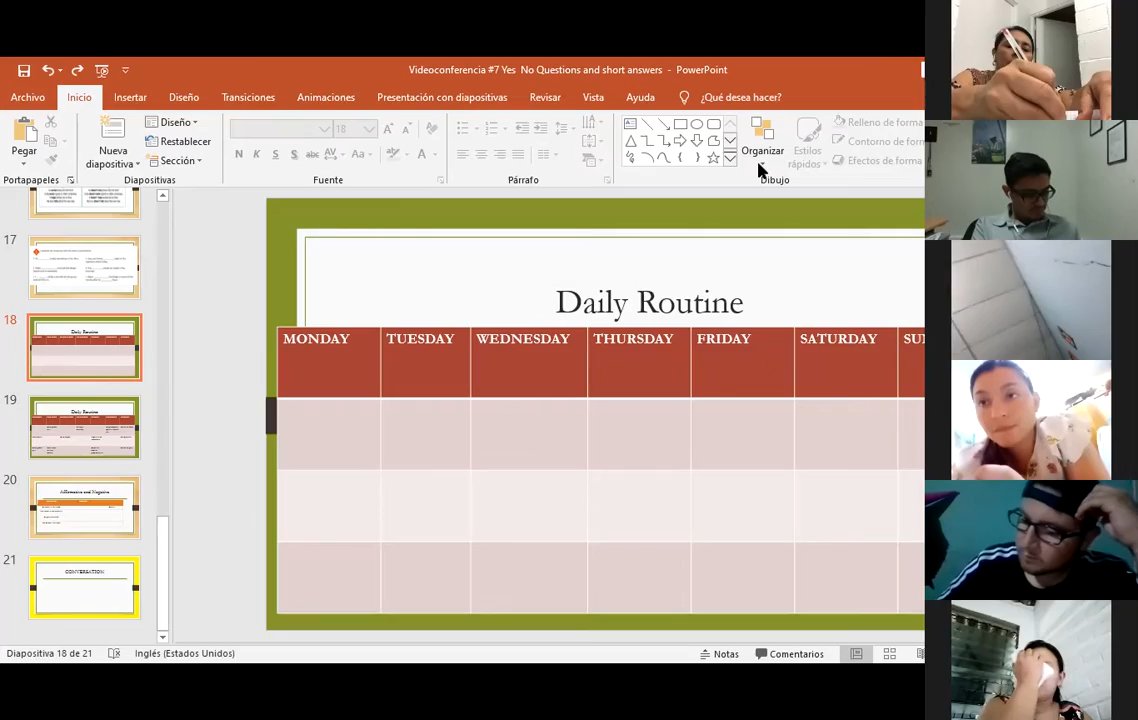 Videoconferencia #7 Yes No Questions and short answers - PowerPoint
Archivo Inicio Insertar Diseño Transiciones Animaciones Presentación con diapositivas Revisar Vista Ayuda ¿Qué desea hacer?
Pegar
Nueva diapositiva
Diseño
Restablecer
Sección
18
N K S
Aa
A
Organizar
Estilos rápidos
Relleno de forma
Contorno de form
Efectos de forma
Portapapeles Diapositivas Fuente Párrafo Dibujo
17
18
Daily Routine
19
Daily Routine
20
Affirmative and Negative
21
CONVERSATION
Daily Routine
MONDAY TUESDAY WEDNESDAY THURSDAY FRIDAY SATURDAY SU
Diapositiva 18 de 21 Inglés (Estados Unidos) Notas Comentarios